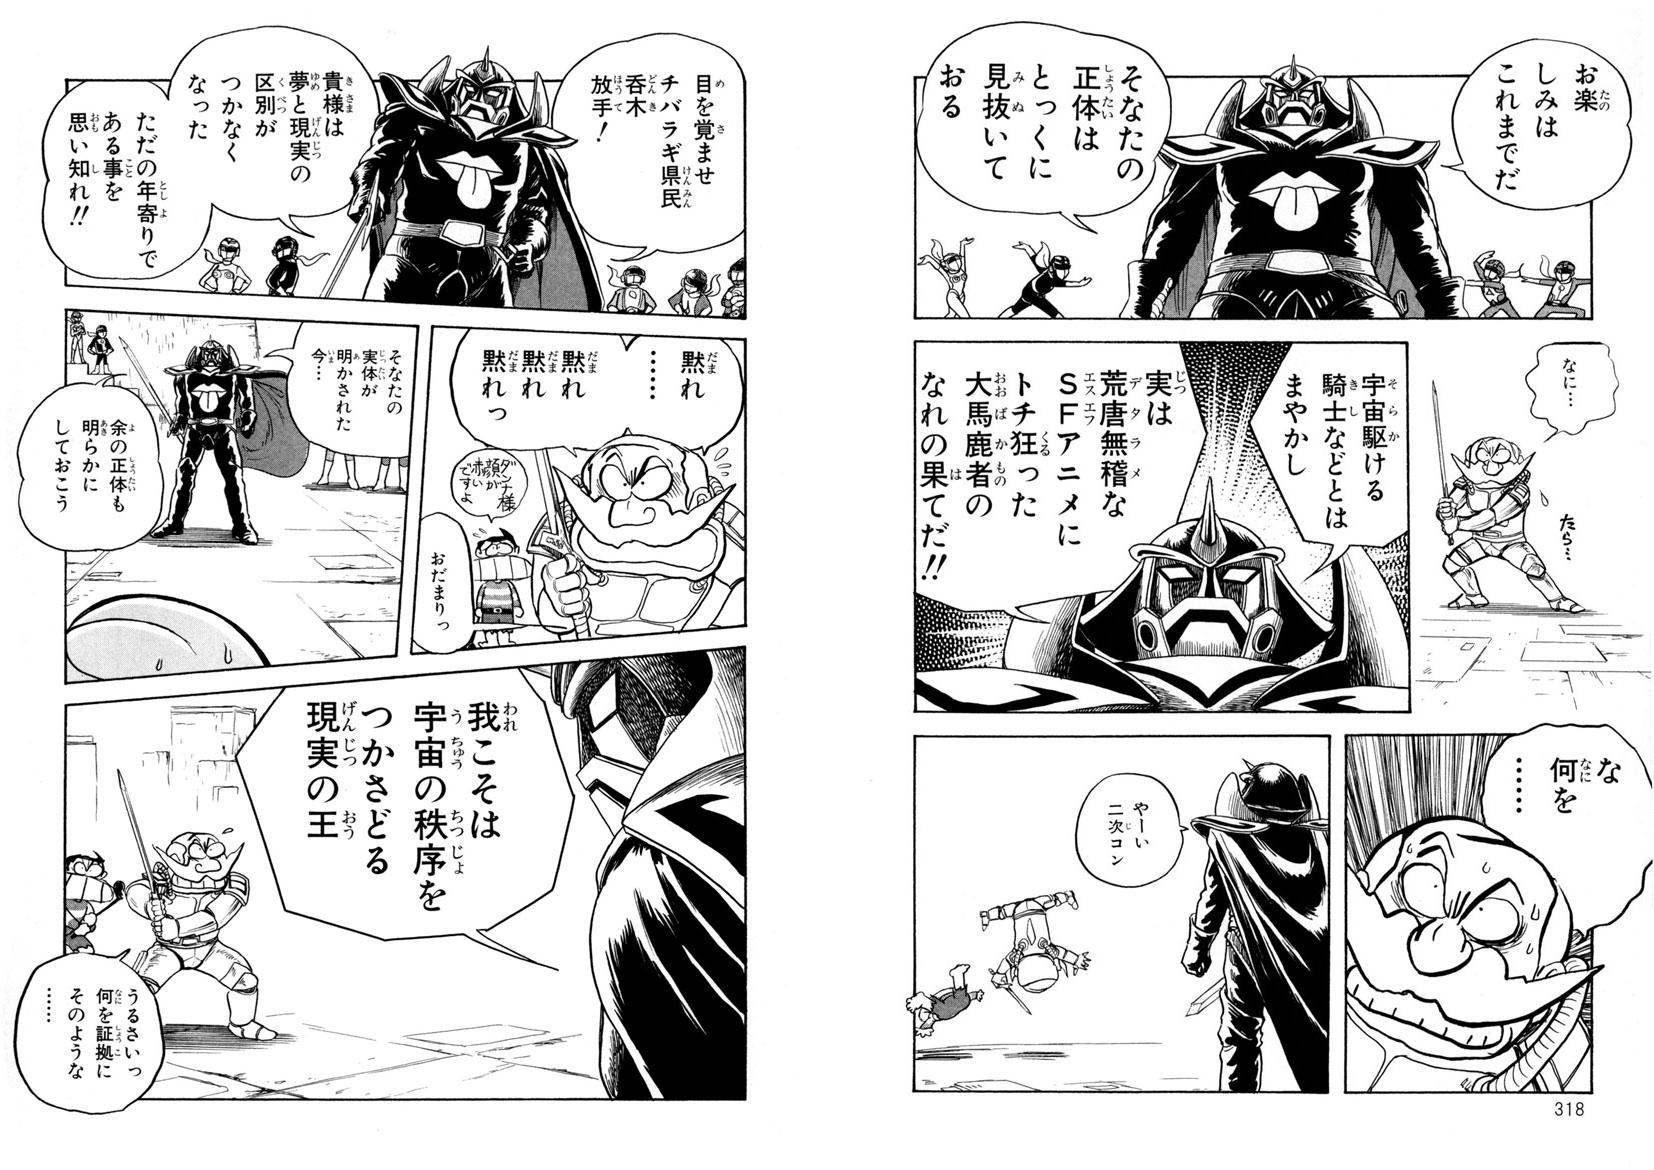 お楽
しみは
これまでだ
そなたの
正体は
とっくに
見抜いて
おる
なに…
たら…
宇宙駆ける
騎士などとは
まやかし
実は
荒唐無稽な
SFアニメに
トチ狂った
大馬鹿者の
なれの果てだ!!
な
何を
……
やーい
二次コン
318
目を覚ませ
チバラギ県民
呑木
放手!
貴様は
夢と現実の
区別が
つかなく
なった
ただの年寄りで
ある事を
思い知れ!!
黙れ
……
黙れ
黙れ
黙れっ
ダンナ様
顔が
赤い
ですよ
おだまりっ
そなたの
実体が
明かされた
今…
余の正体も
明らかに
しておこう
我こそは
宇宙の秩序を
つかさどる
現実の王
うるさいっ
何を証拠に
そのような
……